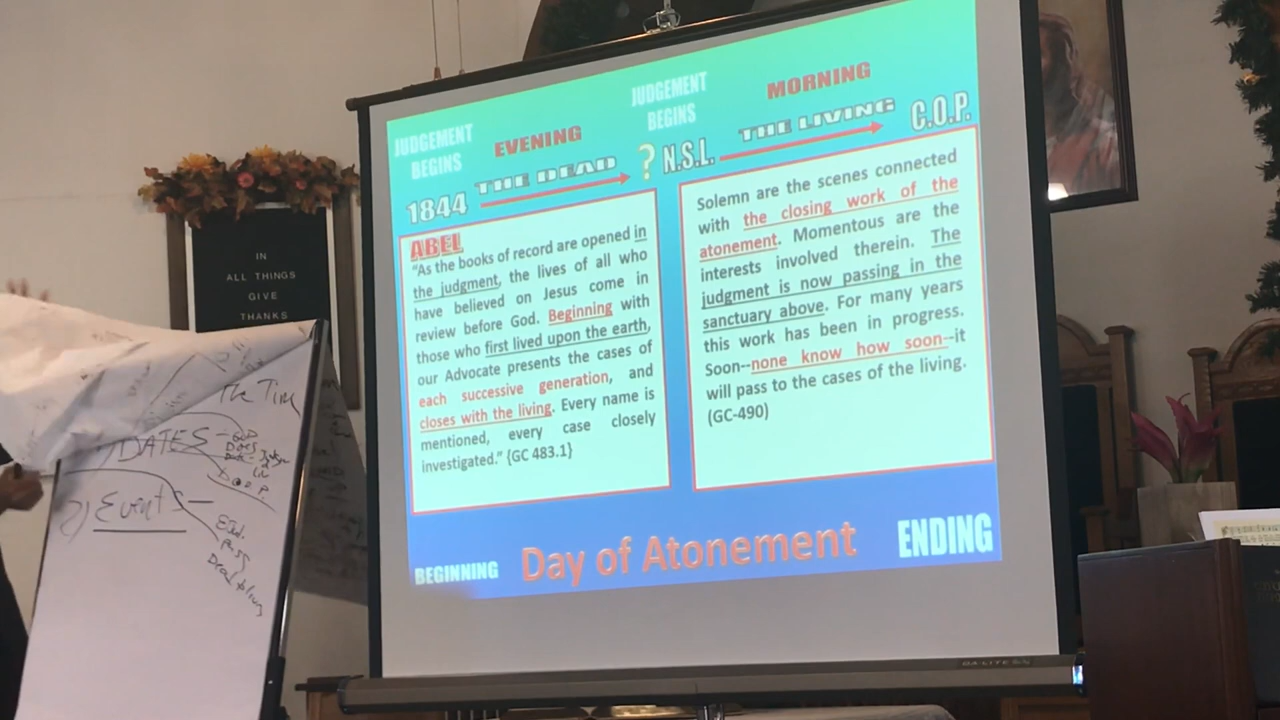 JUDGEMENT
BEGINS
EVENING
JUDGEMENT
BEGINS
MORNING
1844
THE DEAD
? N.S.L.
THE LIVING
C.O.P.
ABEL
"As the books of record are opened in
the judgment, the lives of all who
have believed on Jesus come in
review before God. Beginning with
those who first lived upon the earth,
our Advocate presents the cases of
each successive generation, and
closes with the living. Every name is
mentioned, every case closely
investigated." {GC 483.1}
Solemn are the scenes connected
with the closing work of the
atonement. Momentous are the
interests involved therein. The
judgment is now passing in the
sanctuary above. For many years
this work has been in progress.
Soon--none know how soon--it
will pass to the cases of the living.
(GC-490)
BEGINNING
Day of Atonement
ENDING
IN
ALL THINGS
GIVE
THANKS
The Time
DATES -
2) Events -
DA-LITE